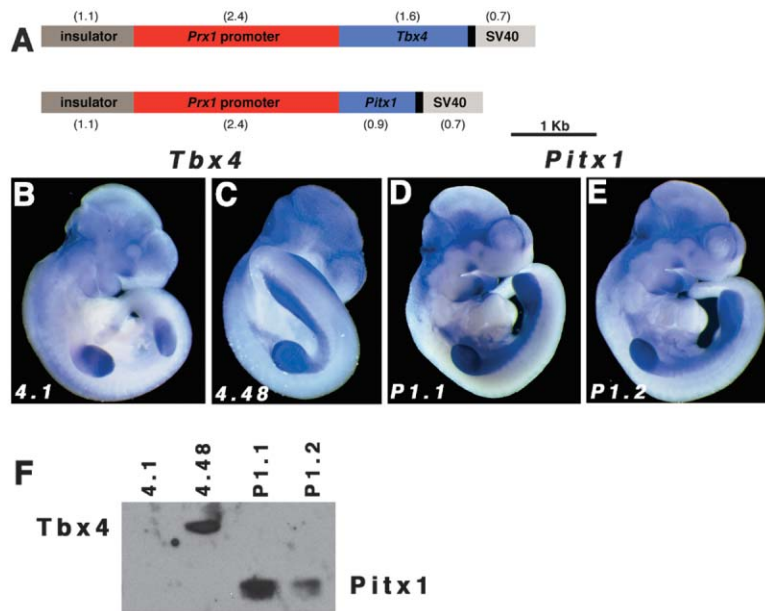 (1.1) (2.4) (1.6) (0.7)
A insulator Prx1 promoter Tbx4 SV40
insulator Prx1 promoter Pitx1 SV40
(1.1) (2.4) (0.9) (0.7) 1 Kb
Tbx4 Pitx1
B C D E
4.1 4.48 P1.1 P1.2
F 4.1 4.48 P1.1 P1.2
Tbx4
Pitx1